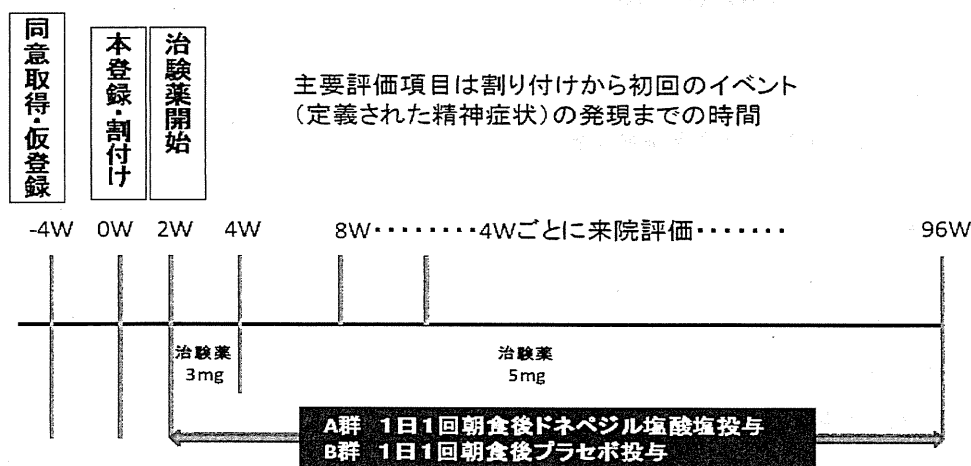 同意取得・仮登録
本登録・割付け
治験薬開始
主要評価項目は割り付けから初回のイベント
（定義された精神症状）の発現までの時間
-4W 0W 2W 4W 8W・・・・・・・・4Wごとに来院評価・・・・・・・ 96W
治験薬
3mg
治験薬
5mg
A群 1日1回朝食後ドネペジル塩酸塩投与
B群 1日1回朝食後プラセボ投与